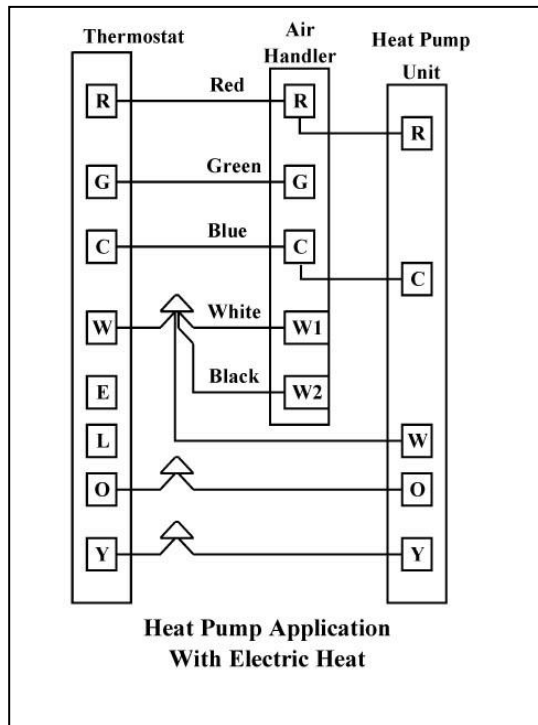 Thermostat
Air
Handler
Heat Pump
Unit
R
Red
R
R
G
Green
G
C
Blue
C
C
W
White
W1
E
Black
W2
L
W
O
O
Y
Y
Heat Pump Application
With Electric Heat